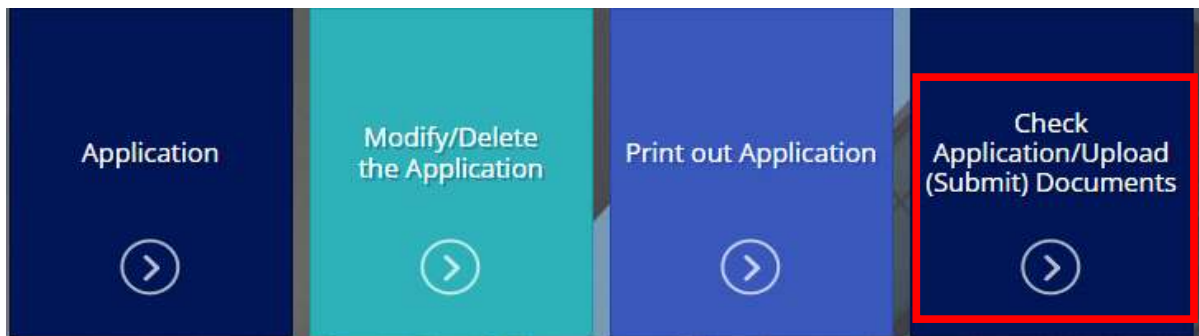 Application
Modify/Delete
the Application
Print out Application
Check
Application/Upload
(Submit) Documents